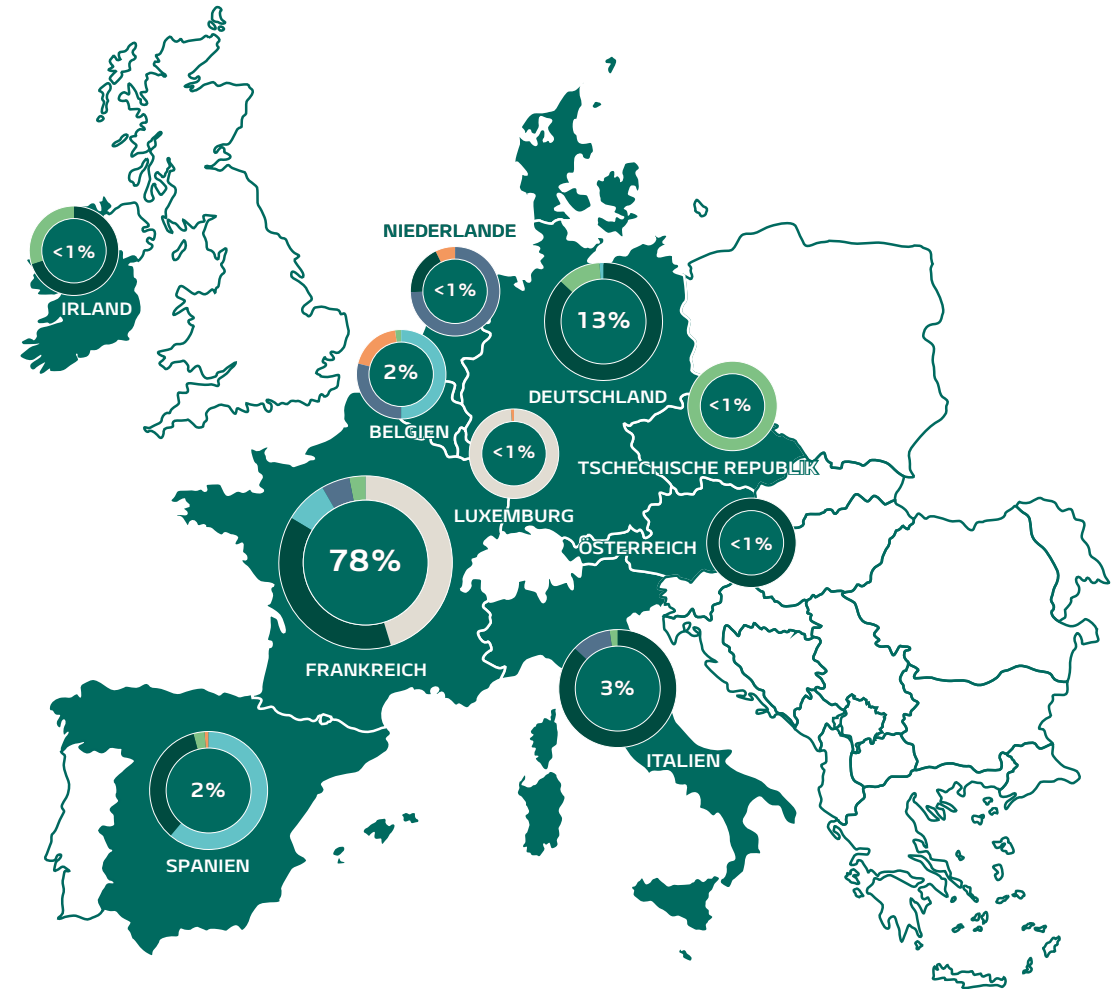 NIEDERLANDE
<1%
<1%
IRLAND
13%
2%
DEUTSCHLAND
<1%
BELGIEN
<1%
TSCHECHISCHE REPUBLIK
LUXEMBURG
ÖSTERREICH
<1%
78%
FRANKREICH
3%
ITALIEN
2%
SPANIEN